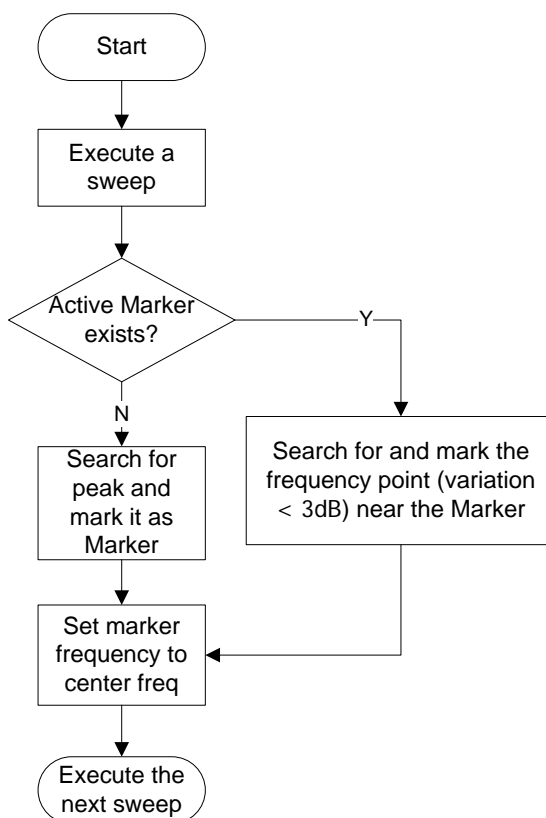 Start
Execute a
sweep
Active Marker
exists?
Y
N
Search for
peak and
mark it as
Marker
Search for and mark the
frequency point (variation
< 3dB) near the Marker
Set marker
frequency to
center freq
Execute the
next sweep